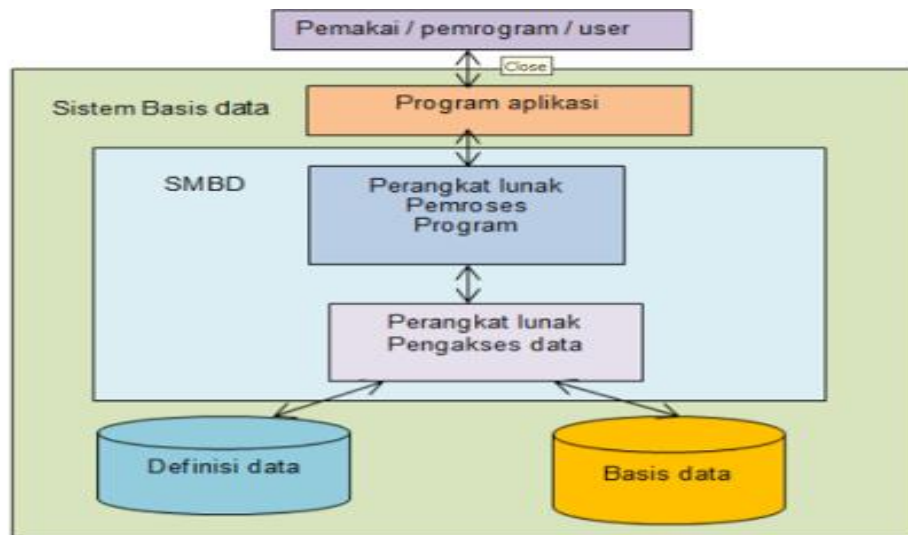 Pemakai / pemrogram / user
Close
Sistem Basis data
Program aplikasi
SMBD
Perangkat lunak
Pemroses
Program
Perangkat lunak
Pengakses data
Definisi data
Basis data